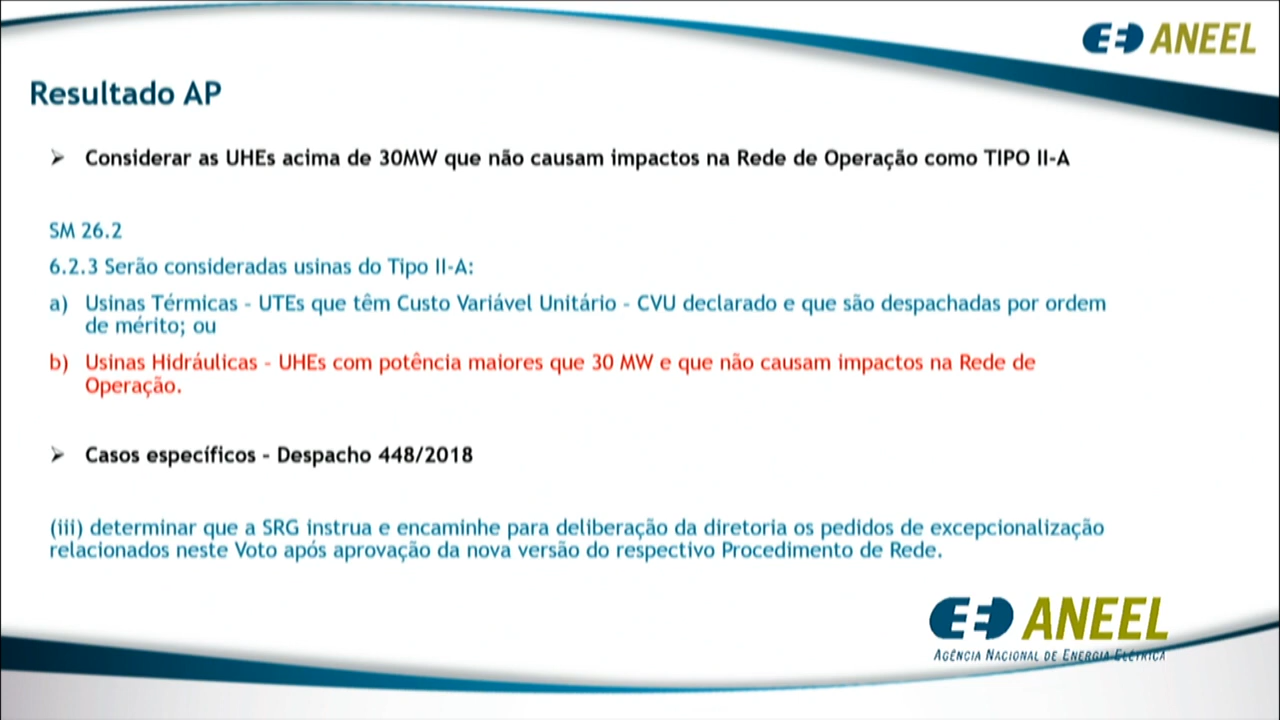 ANEEL
Resultado AP
➢ Considerar as UHEs acima de 30MW que não causam impactos na Rede de Operação como TIPO II-A
SM 26.2
6.2.3 Serão consideradas usinas do Tipo II-A:
a) Usinas Térmicas - UTEs que têm Custo Variável Unitário - CVU declarado e que são despachadas por ordem
de mérito; ou
b) Usinas Hidráulicas - UHEs com potência maiores que 30 MW e que não causam impactos na Rede de
Operação.
➢ Casos específicos - Despacho 448/2018
(iii) determinar que a SRG instrua e encaminhe para deliberação da diretoria os pedidos de excepcionalização
relacionados neste Voto após aprovação da nova versão do respectivo Procedimento de Rede.
ANEEL
AGÊNCIA NACIONAL DE ENERGIA ELÉTRICA